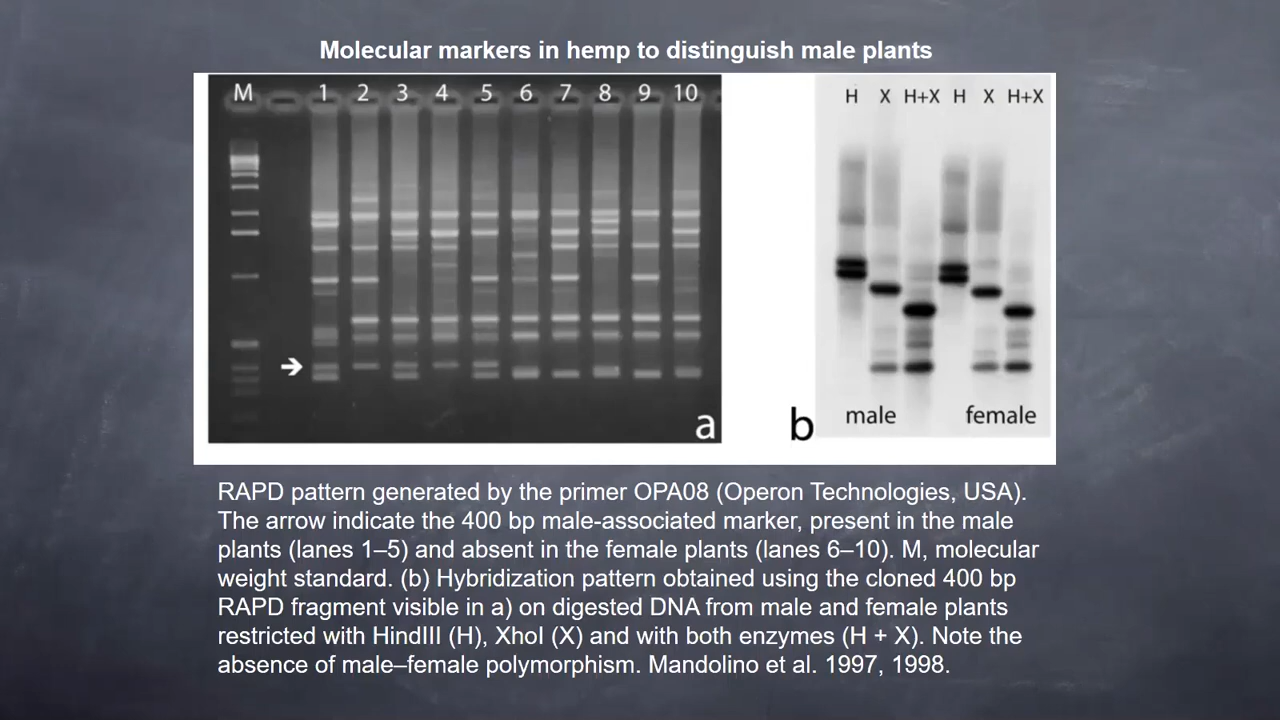 Molecular markers in hemp to distinguish male plants
M 1 2 3 4 5 6 7 8 9 10
a
H X H+X H X H+X
male female
b
RAPD pattern generated by the primer OPA08 (Operon Technologies, USA).
The arrow indicate the 400 bp male-associated marker, present in the male
plants (lanes 1–5) and absent in the female plants (lanes 6–10). M, molecular
weight standard. (b) Hybridization pattern obtained using the cloned 400 bp
RAPD fragment visible in a) on digested DNA from male and female plants
restricted with HindIII (H), XhoI (X) and with both enzymes (H + X). Note the
absence of male–female polymorphism. Mandolino et al. 1997, 1998.